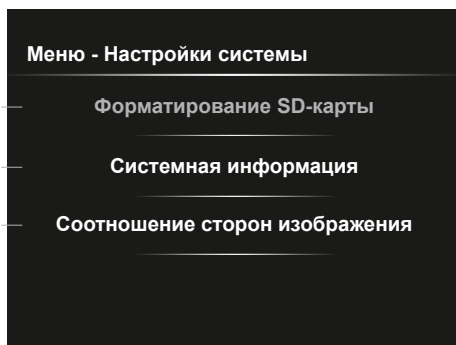 Меню - Настройки системы
Форматирование SD-карты
Системная информация
Соотношение сторон изображения